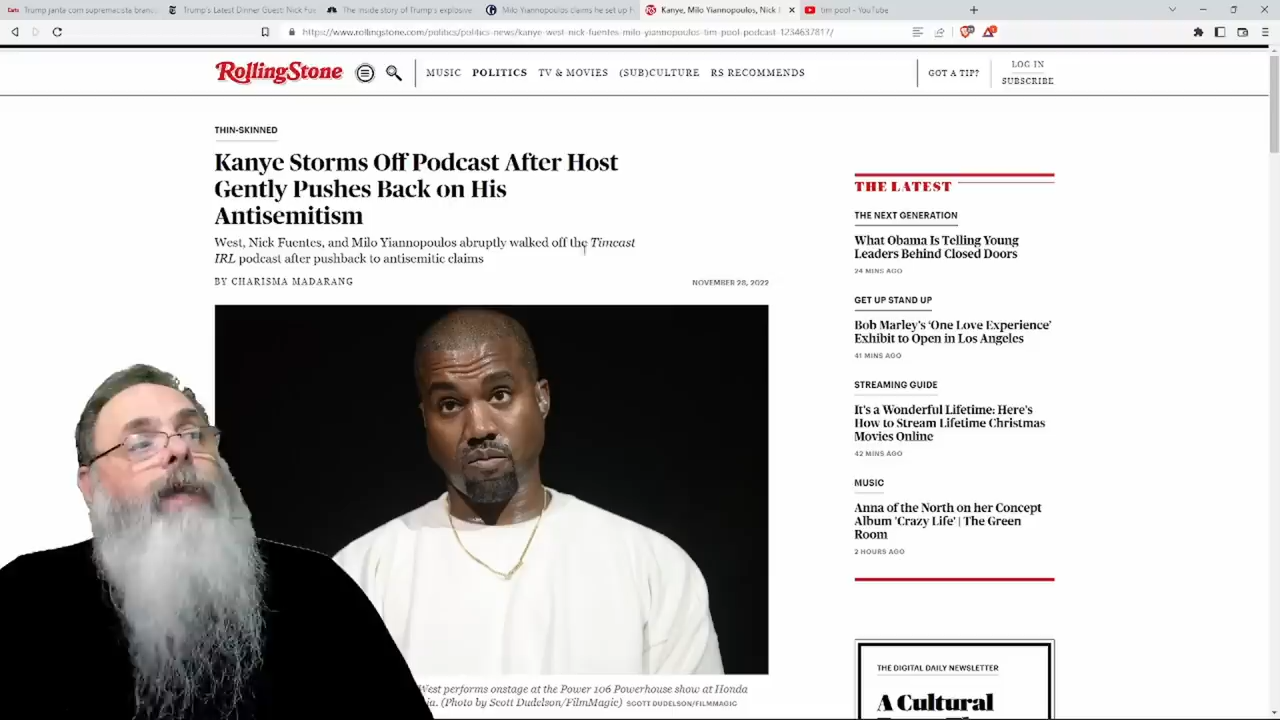 Trump janta com supremacista branco
Trump's Latest Dinner Guest: Nick Fu
The inside story of Trump's explosive
Milo Yiannopoulos claims he set up F
Kanye, Milo Yiannopoulos, Nick
tim pool - YouTube
https://www.rollingstone.com/politics/politics-news/kanye-west-nick-fuentes-milo-yiannopoulos-tim-pool-podcast-1234637817/
RollingStone
MUSIC POLITICS TV & MOVIES (SUB)CULTURE RS RECOMMENDS
GOT A TIP?
LOG IN
SUBSCRIBE
THIN-SKINNED
Kanye Storms Off Podcast After Host
Gently Pushes Back on His
Antisemitism
West, Nick Fuentes, and Milo Yiannopoulos abruptly walked off the Timcast
IRL podcast after pushback to antisemitic claims
BY CHARISMA MADARANG
NOVEMBER 28, 2022
West performs onstage at the Power 106 Powerhouse show at Honda
ia. (Photo by Scott Dudelson/FilmMagic) SCOTT DUDELSON/FILMMAGIC
THE LATEST
THE NEXT GENERATION
What Obama Is Telling Young
Leaders Behind Closed Doors
24 MINS AGO
GET UP STAND UP
Bob Marley's 'One Love Experience'
Exhibit to Open in Los Angeles
41 MINS AGO
STREAMING GUIDE
It's a Wonderful Lifetime: Here's
How to Stream Lifetime Christmas
Movies Online
42 MINS AGO
MUSIC
Anna of the North on her Concept
Album 'Crazy Life' | The Green
Room
2 HOURS AGO
THE DIGITAL DAILY NEWSLETTER
A Cultural